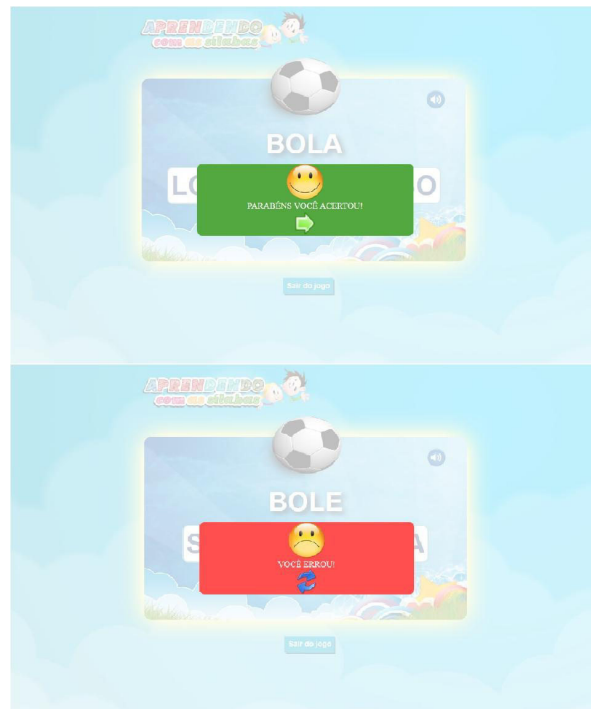 APRENDENDO
com as sílabas
BOLA
LO
O
PARABÉNS VOCÊ ACERTOU!
Sair do jogo
APRENDENDO
com as sílabas
BOLE
S
A
VOCÊ ERROU!
Sair do jogo